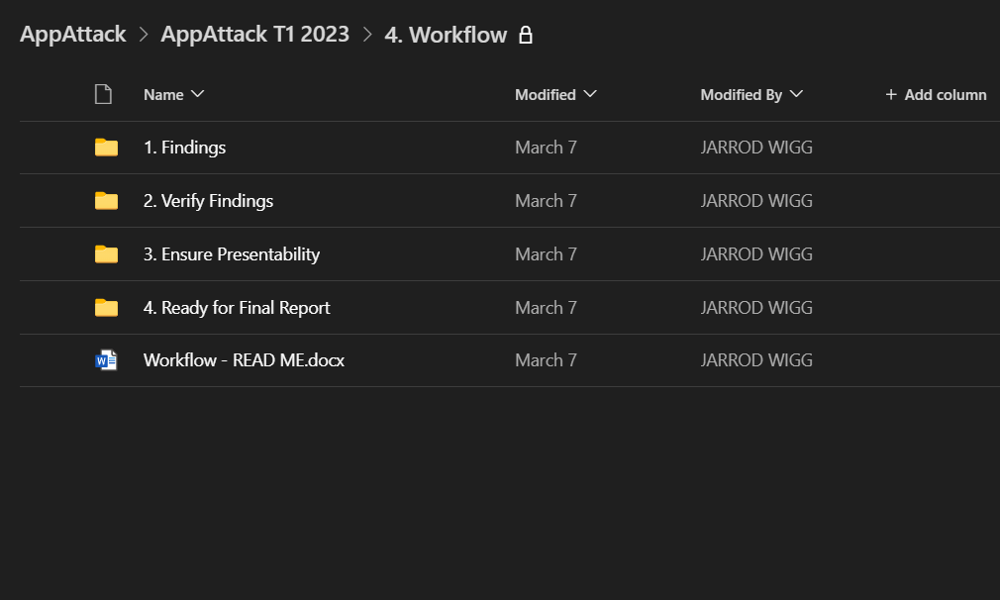 AppAttack > AppAttack T1 2023 > 4. Workflow
Name Modified Modified By + Add column
1. Findings March 7 JARROD WIGG
2. Verify Findings March 7 JARROD WIGG
3. Ensure Presentability March 7 JARROD WIGG
4. Ready for Final Report March 7 JARROD WIGG
Workflow - READ ME.docx March 7 JARROD WIGG